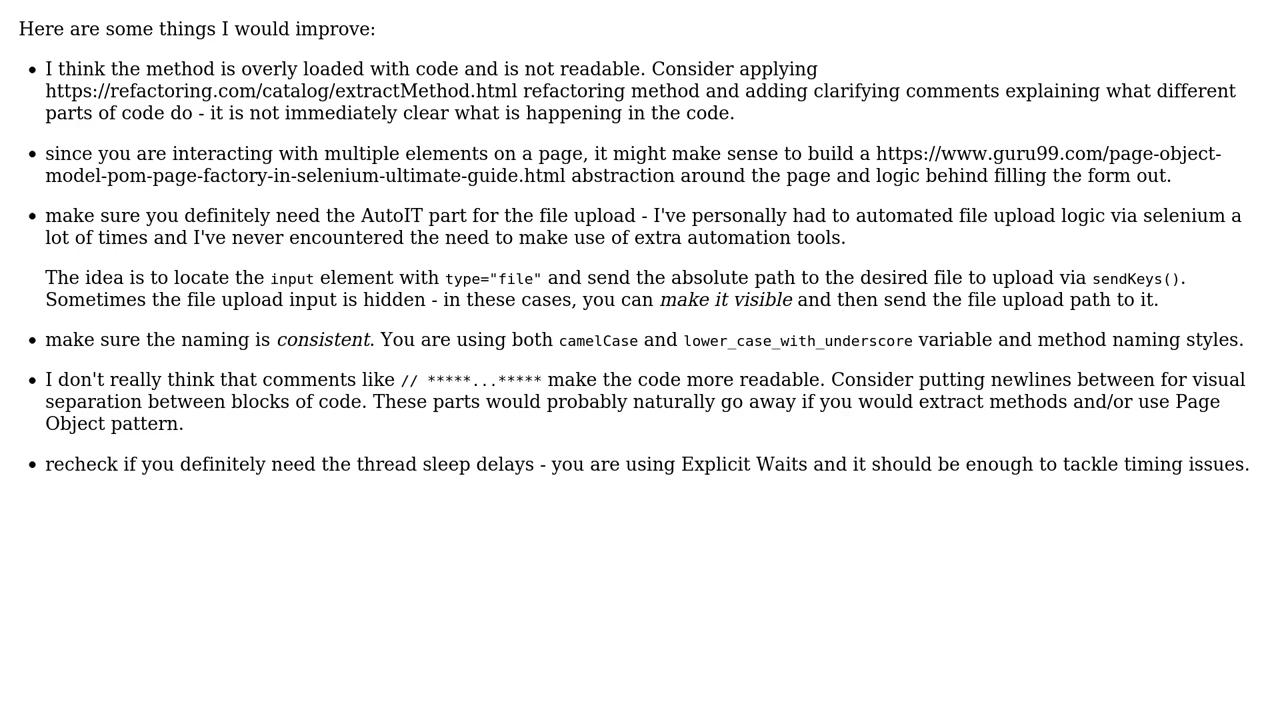 Here are some things I would improve:
• I think the method is overly loaded with code and is not readable. Consider applying
https://refactoring.com/catalog/extractMethod.html refactoring method and adding clarifying comments explaining what different
parts of code do - it is not immediately clear what is happening in the code.
• since you are interacting with multiple elements on a page, it might make sense to build a https://www.guru99.com/page-object-
model-pom-page-factory-in-selenium-ultimate-guide.html abstraction around the page and logic behind filling the form out.
• make sure you definitely need the AutoIT part for the file upload - I've personally had to automated file upload logic via selenium a
lot of times and I've never encountered the need to make use of extra automation tools.
The idea is to locate the input element with type="file" and send the absolute path to the desired file to upload via sendKeys().
Sometimes the file upload input is hidden - in these cases, you can make it visible and then send the file upload path to it.
• make sure the naming is consistent. You are using both camelCase and lower_case_with_underscore variable and method naming styles.
• I don't really think that comments like // *****...***** make the code more readable. Consider putting newlines between for visual
separation between blocks of code. These parts would probably naturally go away if you would extract methods and/or use Page
Object pattern.
• recheck if you definitely need the thread sleep delays - you are using Explicit Waits and it should be enough to tackle timing issues.